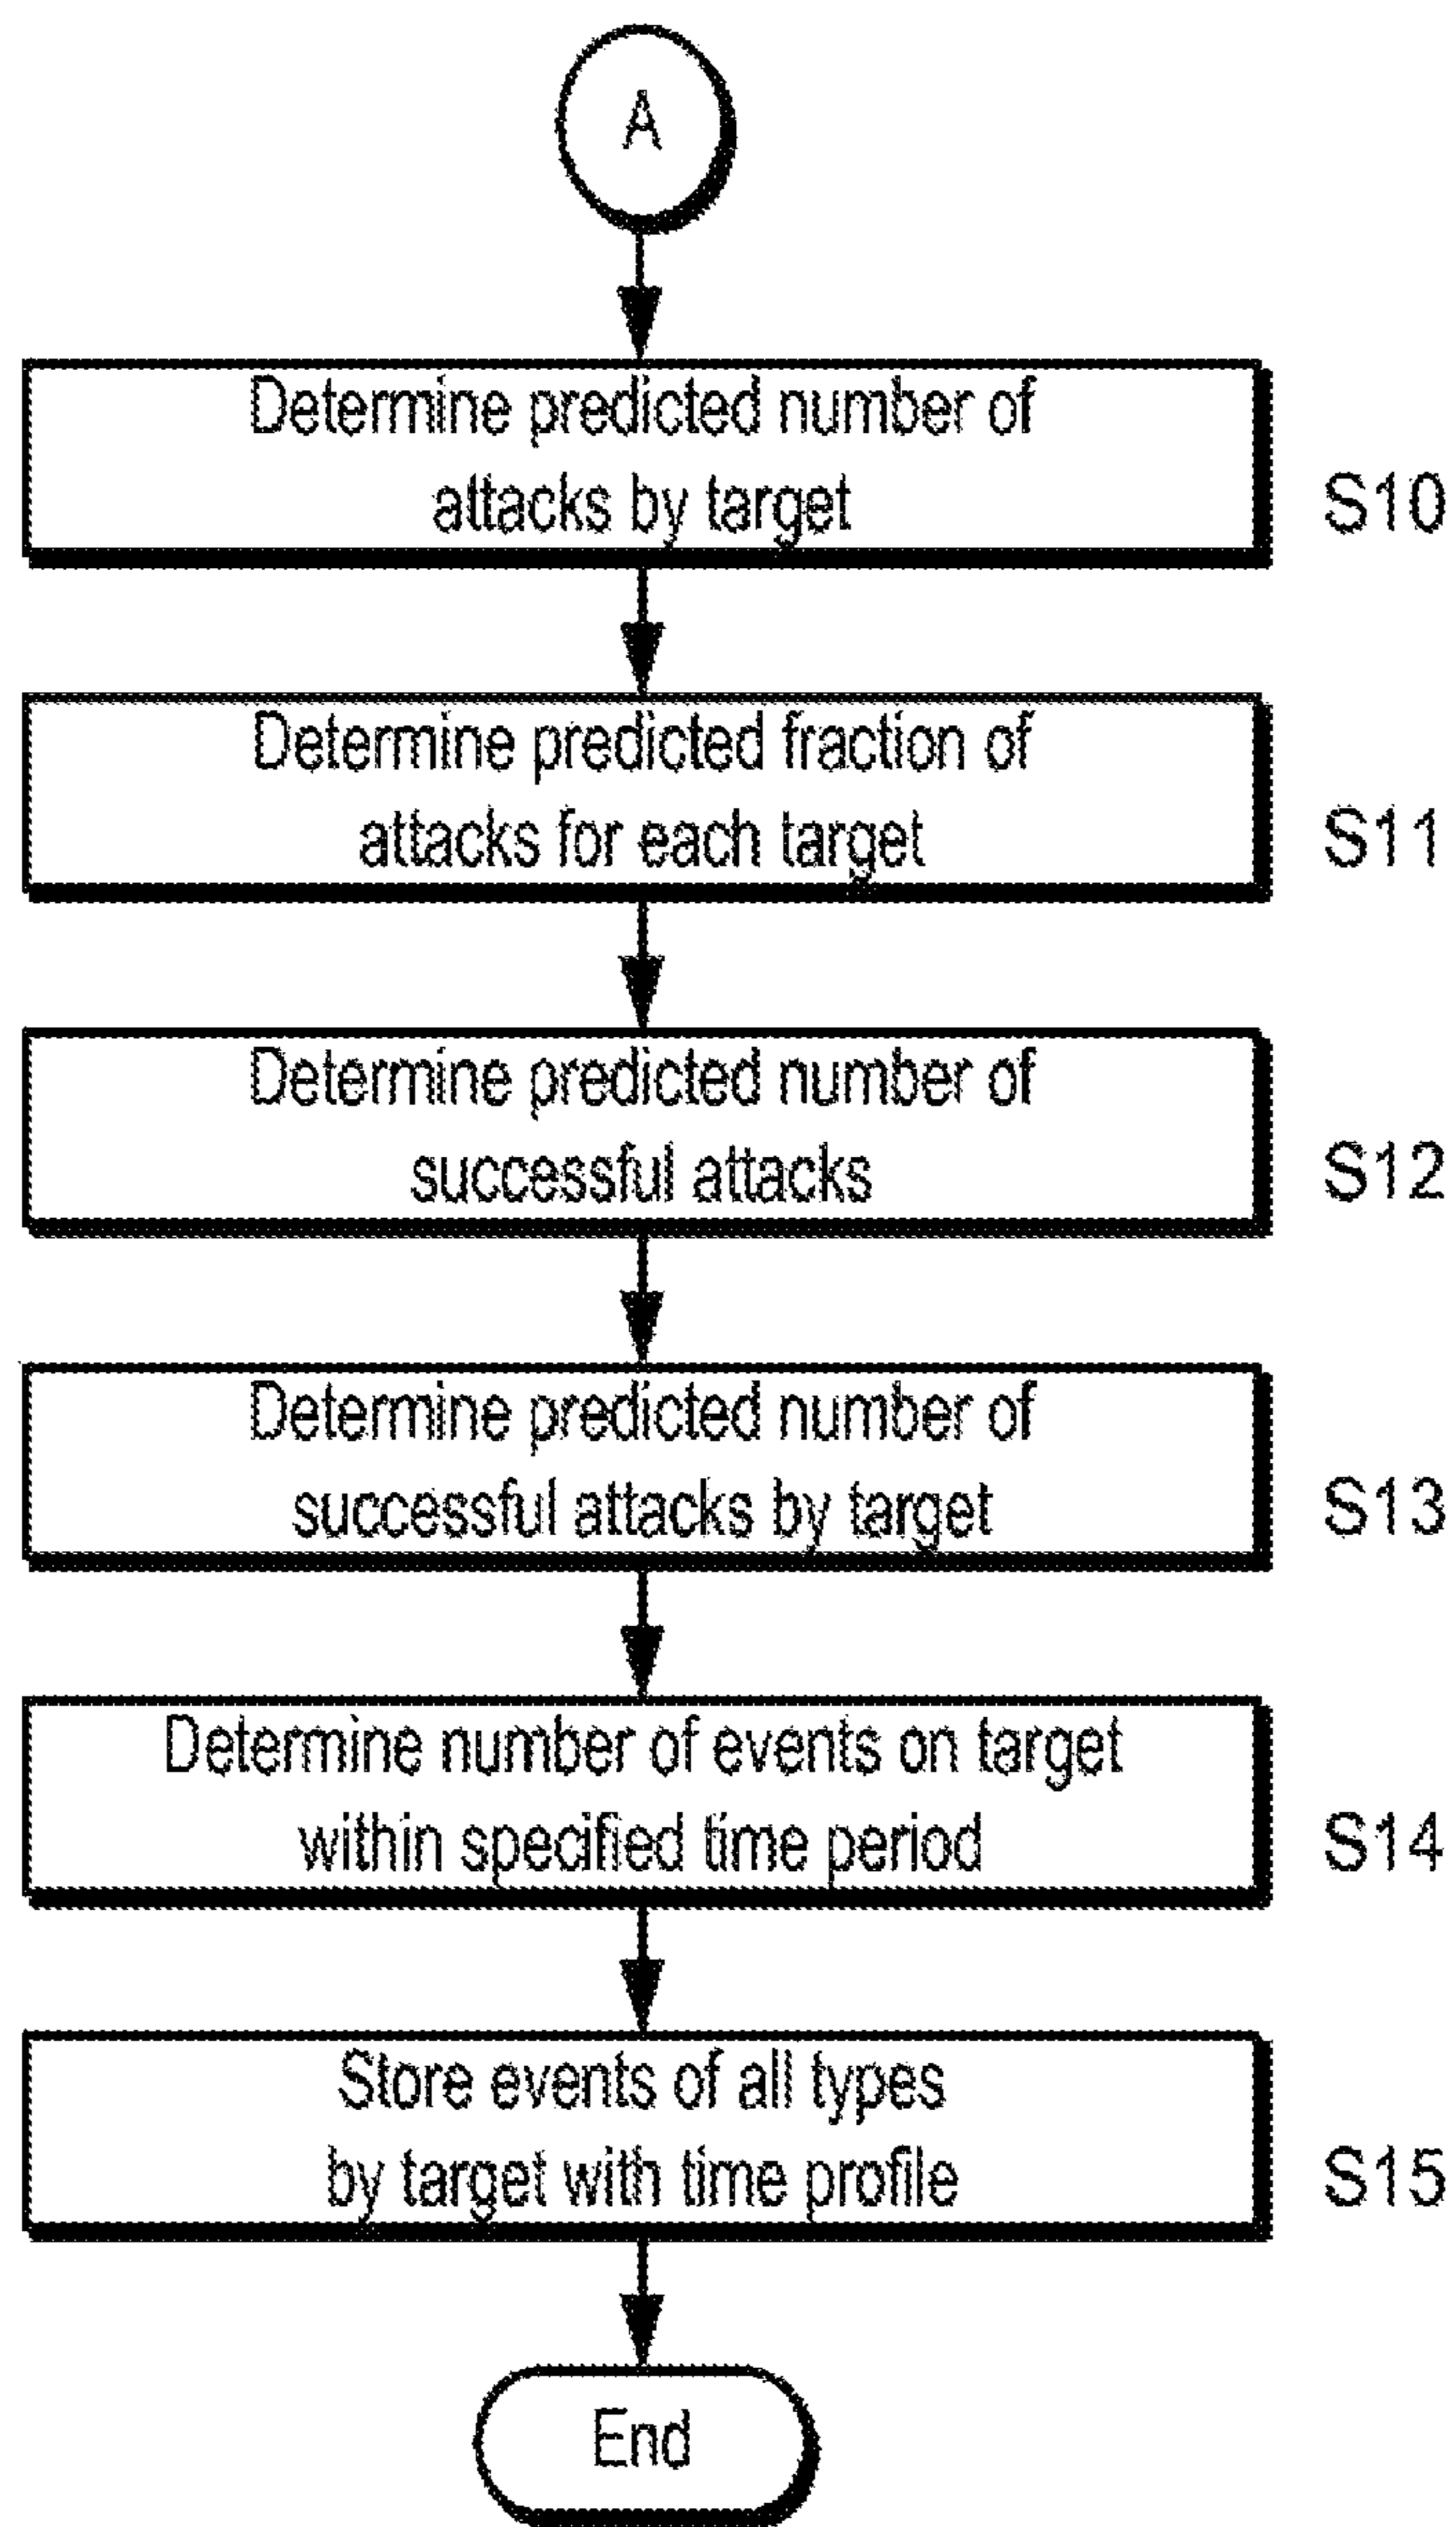 A
Determine predicted number of
attacks by target
S10
Determine predicted fraction of
attacks for each target
S11
Determine predicted number of
successful attacks
S12
Determine predicted number of
successful attacks by target
S13
Determine number of events on target
within specified time period
S14
Store events of all types
by target with time profile
S15
End